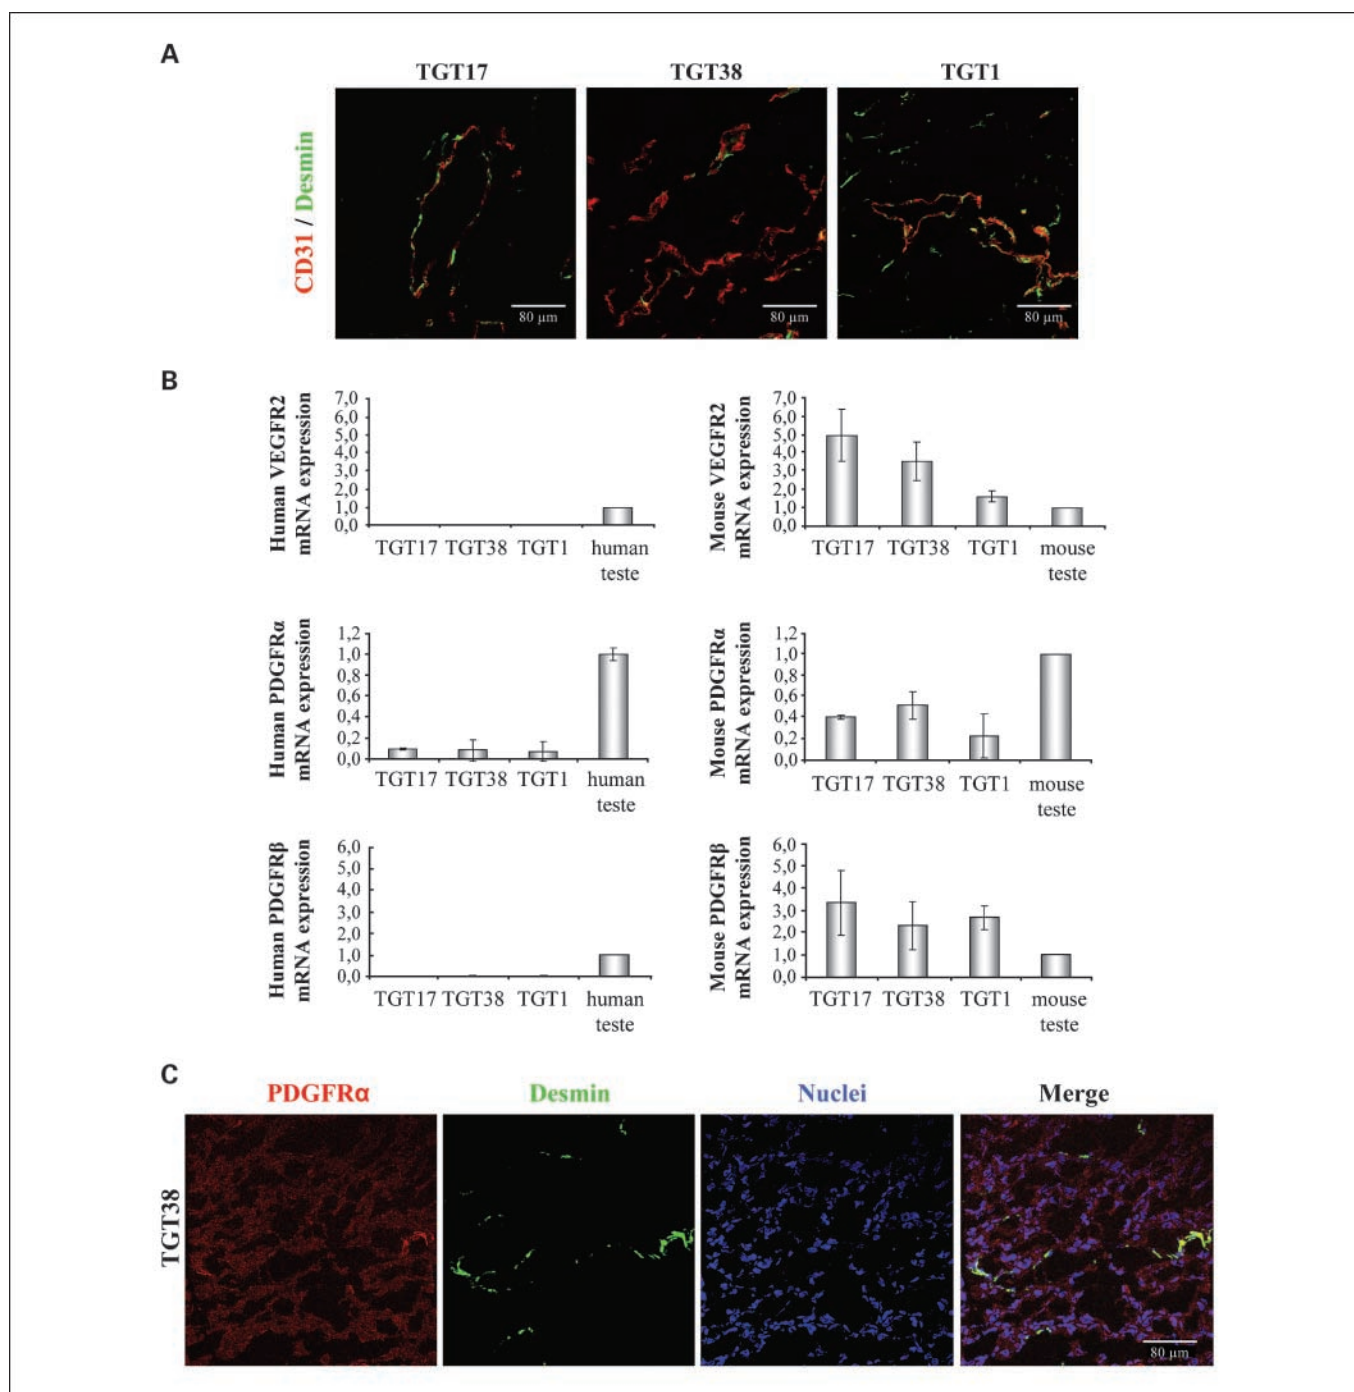 A
TGT17 TGT38 TGT1
CD31 / Desmin
80 µm 80 µm 80 µm
B
Human VEGFR2
mRNA expression
7,0
6,0
5,0
4,0
3,0
2,0
1,0
0,0
TGT17 TGT38 TGT1 human
teste
Mouse VEGFR2
mRNA expression
7,0
6,0
5,0
4,0
3,0
2,0
1,0
0,0
TGT17 TGT38 TGT1 mouse
teste
Human PDGFRα
mRNA expression
1,2
1,0
0,8
0,6
0,4
0,2
0,0
TGT17 TGT38 TGT1 human
teste
Mouse PDGFRα
mRNA expression
1,2
1,0
0,8
0,6
0,4
0,2
0,0
TGT17 TGT38 TGT1 mouse
teste
Human PDGFRβ
mRNA expression
6,0
5,0
4,0
3,0
2,0
1,0
0,0
TGT17 TGT38 TGT1 human
teste
Mouse PDGFRβ
mRNA expression
6,0
5,0
4,0
3,0
2,0
1,0
0,0
TGT17 TGT38 TGT1 mouse
teste
C
PDGFRα Desmin Nuclei Merge
TGT38
80 µm